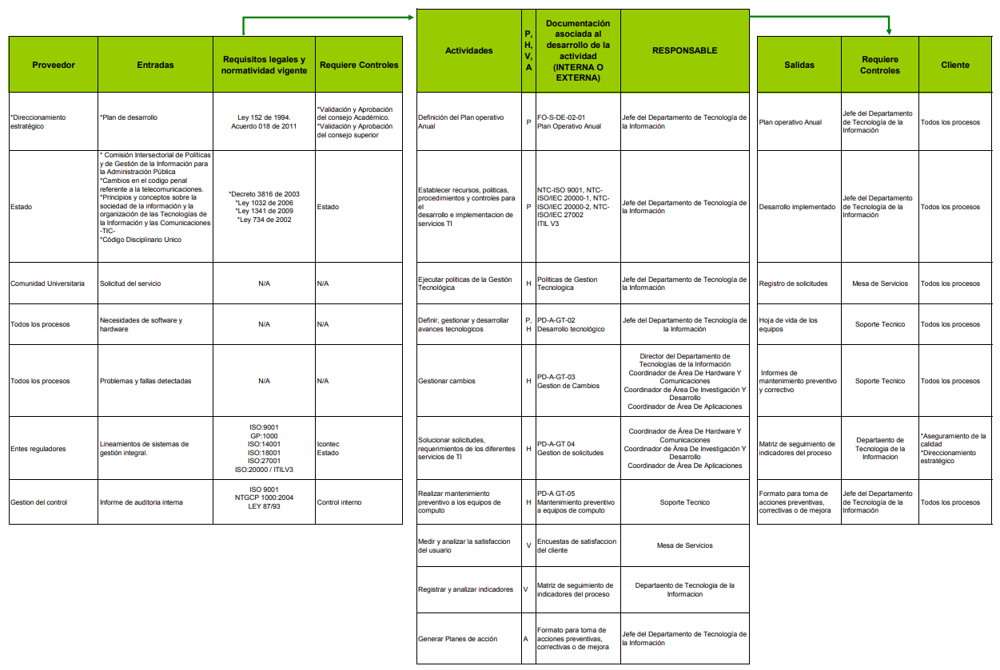 Proveedor
Entradas
Requisitos legales y
normatividad vigente
Requiere Controles
*Direccionamiento
estratégico
*Plan de desarrollo
Ley 152 de 1994.
Acuerdo 018 de 2011
*Validación y Aprobación
del consejo Académico.
*Validación y Aprobación
del consejo superior
Estado
* Comisión Intersectorial de Políticas
y de Gestión de la Información para
la Administración Pública
*Cambios en el codigo penal
referente a la telecomunicaciones.
*Principios y conceptos sobre la
sociedad de la información y la
organización de las Tecnologías de
la Información y las Comunicaciones
-TIC-
*Código Disciplinario Unico
*Decreto 3816 de 2003
*Ley 1032 de 2006
*Ley 1341 de 2009
*Ley 734 de 2002
Estado
Comunidad Universitaria
Solicitud del servicio
N/A
N/A
Todos los procesos
Necesidades de software y
hardware
N/A
N/A
Todos los procesos
Problemas y fallas detectadas
N/A
N/A
Entes reguladores
Lineamientos de sistemas de
gestión integral.
ISO:9001
GP:1000
ISO:14001
ISO:18001
ISO:27001
ISO:20000 / ITILV3
Icontec
Estado
Gestion del control
Informe de auditoria interna
ISO 9001
NTGCP 1000:2004
LEY 87/93
Control interno
Actividades
P,
H,
V,
A
Documentación
asociada al
desarrollo de la
actividad
(INTERNA O
EXTERNA)
RESPONSABLE
Definición del Plan operativo
Anual
P
FO-S-DE-02-01
Plan Operativo Anual
Jefe del Departamento de Tecnología de
la Información
Establecer recursos, politicas,
procedimientos y controles para
el
desarrollo e implementacion de
servicios TI
P
NTC-ISO 9001, NTC-
ISO/IEC 20000-1, NTC-
ISO/IEC 20000-2, NTC-
ISO/IEC 27002
ITIL V3
Jefe del Departamento de Tecnología de
la Información
Ejecutar politicas de la Gestión
Tecnológica
H
Politicas de Gestion
Tecnologica
Jefe del Departamento de Tecnología de
la Información
Definir, gestionar y desarrollar
avances tecnologicos
P,
H
PD-A-GT-02
Desarrollo tecnológico
Jefe del Departamento de Tecnología de
la Información
Gestionar cambios
H
PD-A-GT-03
Gestion de Cambios
Director del Departamento de
Tecnologías de la Información
Coordinador de Área De Hardware Y
Comunicaciones
Coordinador de Área De Investigación Y
Desarrollo
Coordinador de Área De Aplicaciones
Solucionar solicitudes,
requerimientos de los diferentes
servicios de TI
H
PD-A-GT 04
Gestion de solicitudes
Coordinador de Área De Hardware Y
Comunicaciones
Coordinador de Área De Investigación Y
Desarrollo
Coordinador de Área De Aplicaciones
Realizar mantenimiento
preventivo a los equipos de
computo
H
PD-A GT-05
Mantenimiento preventivo
a equipos de computo
Soporte Tecnico
Medir y analizar la satisfaccion
del usuario
V
Encuestas de satisfaccion
del cliente
Mesa de Servicios
Registrar y analizar indicadores
V
Matriz de seguimiento de
indicadores del proceso
Departaento de Tecnologia de la
Informacion
Generar Planes de acción
A
Formato para toma de
acciones preventivas,
correctivas o de mejora
Jefe del Departamento de Tecnología de
la Información
Salidas
Requiere
Controles
Cliente
Plan operativo Anual
Jefe del Departamento
de Tecnología de la
Información
Todos los procesos
Desarrollo implementado
Jefe del Departamento
de Tecnología de la
Información
Todos los procesos
Registro de solicitudes
Mesa de Servicios
Todos los procesos
Hoja de vida de los
equipos
Soporte Tecnico
Todos los procesos
Informes de
mantenimiento preventivo
y correctivo
Soporte Tecnico
Todos los procesos
Matriz de seguimiento de
indicadores del proceso
Departaento de
Tecnologia de la
Informacion
*Aseguramiento de la
calidad
*Direccionamiento
estratégico
Formato para toma de
acciones preventivas,
correctivas o de mejora
Jefe del Departamento
de Tecnología de la
Información
Todos los procesos